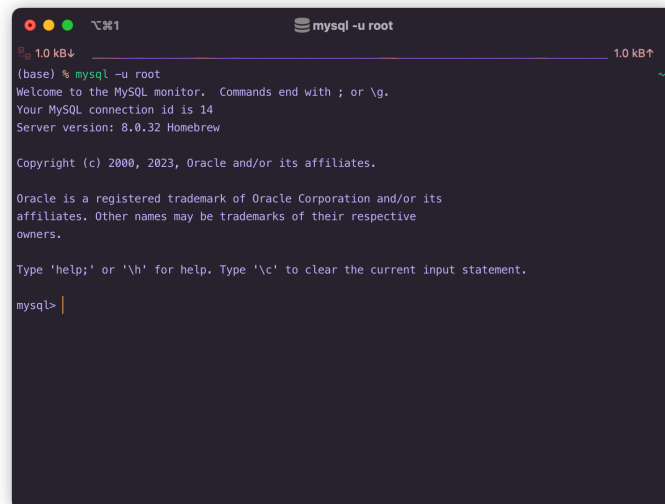 ⌥⌘1 mysql -u root
1.0 kB↓ 1.0 kB↑
(base) % mysql -u root ~
Welcome to the MySQL monitor.  Commands end with ; or \g.
Your MySQL connection id is 14
Server version: 8.0.32 Homebrew
Copyright (c) 2000, 2023, Oracle and/or its affiliates.
Oracle is a registered trademark of Oracle Corporation and/or its
affiliates. Other names may be trademarks of their respective
owners.
Type 'help;' or '\h' for help. Type '\c' to clear the current input statement.
mysql>